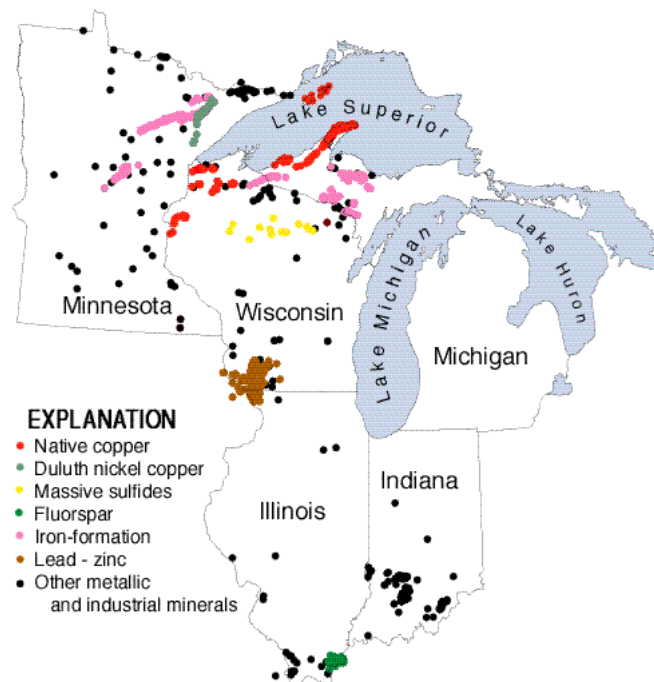 Lake Superior
Lake Michigan
Lake Huron
Minnesota
Wisconsin
Michigan
EXPLANATION
Native copper
Duluth nickel copper
Massive sulfides
Fluorspar
Iron-formation
Lead - zinc
Other metallic
and industrial minerals
Illinois
Indiana